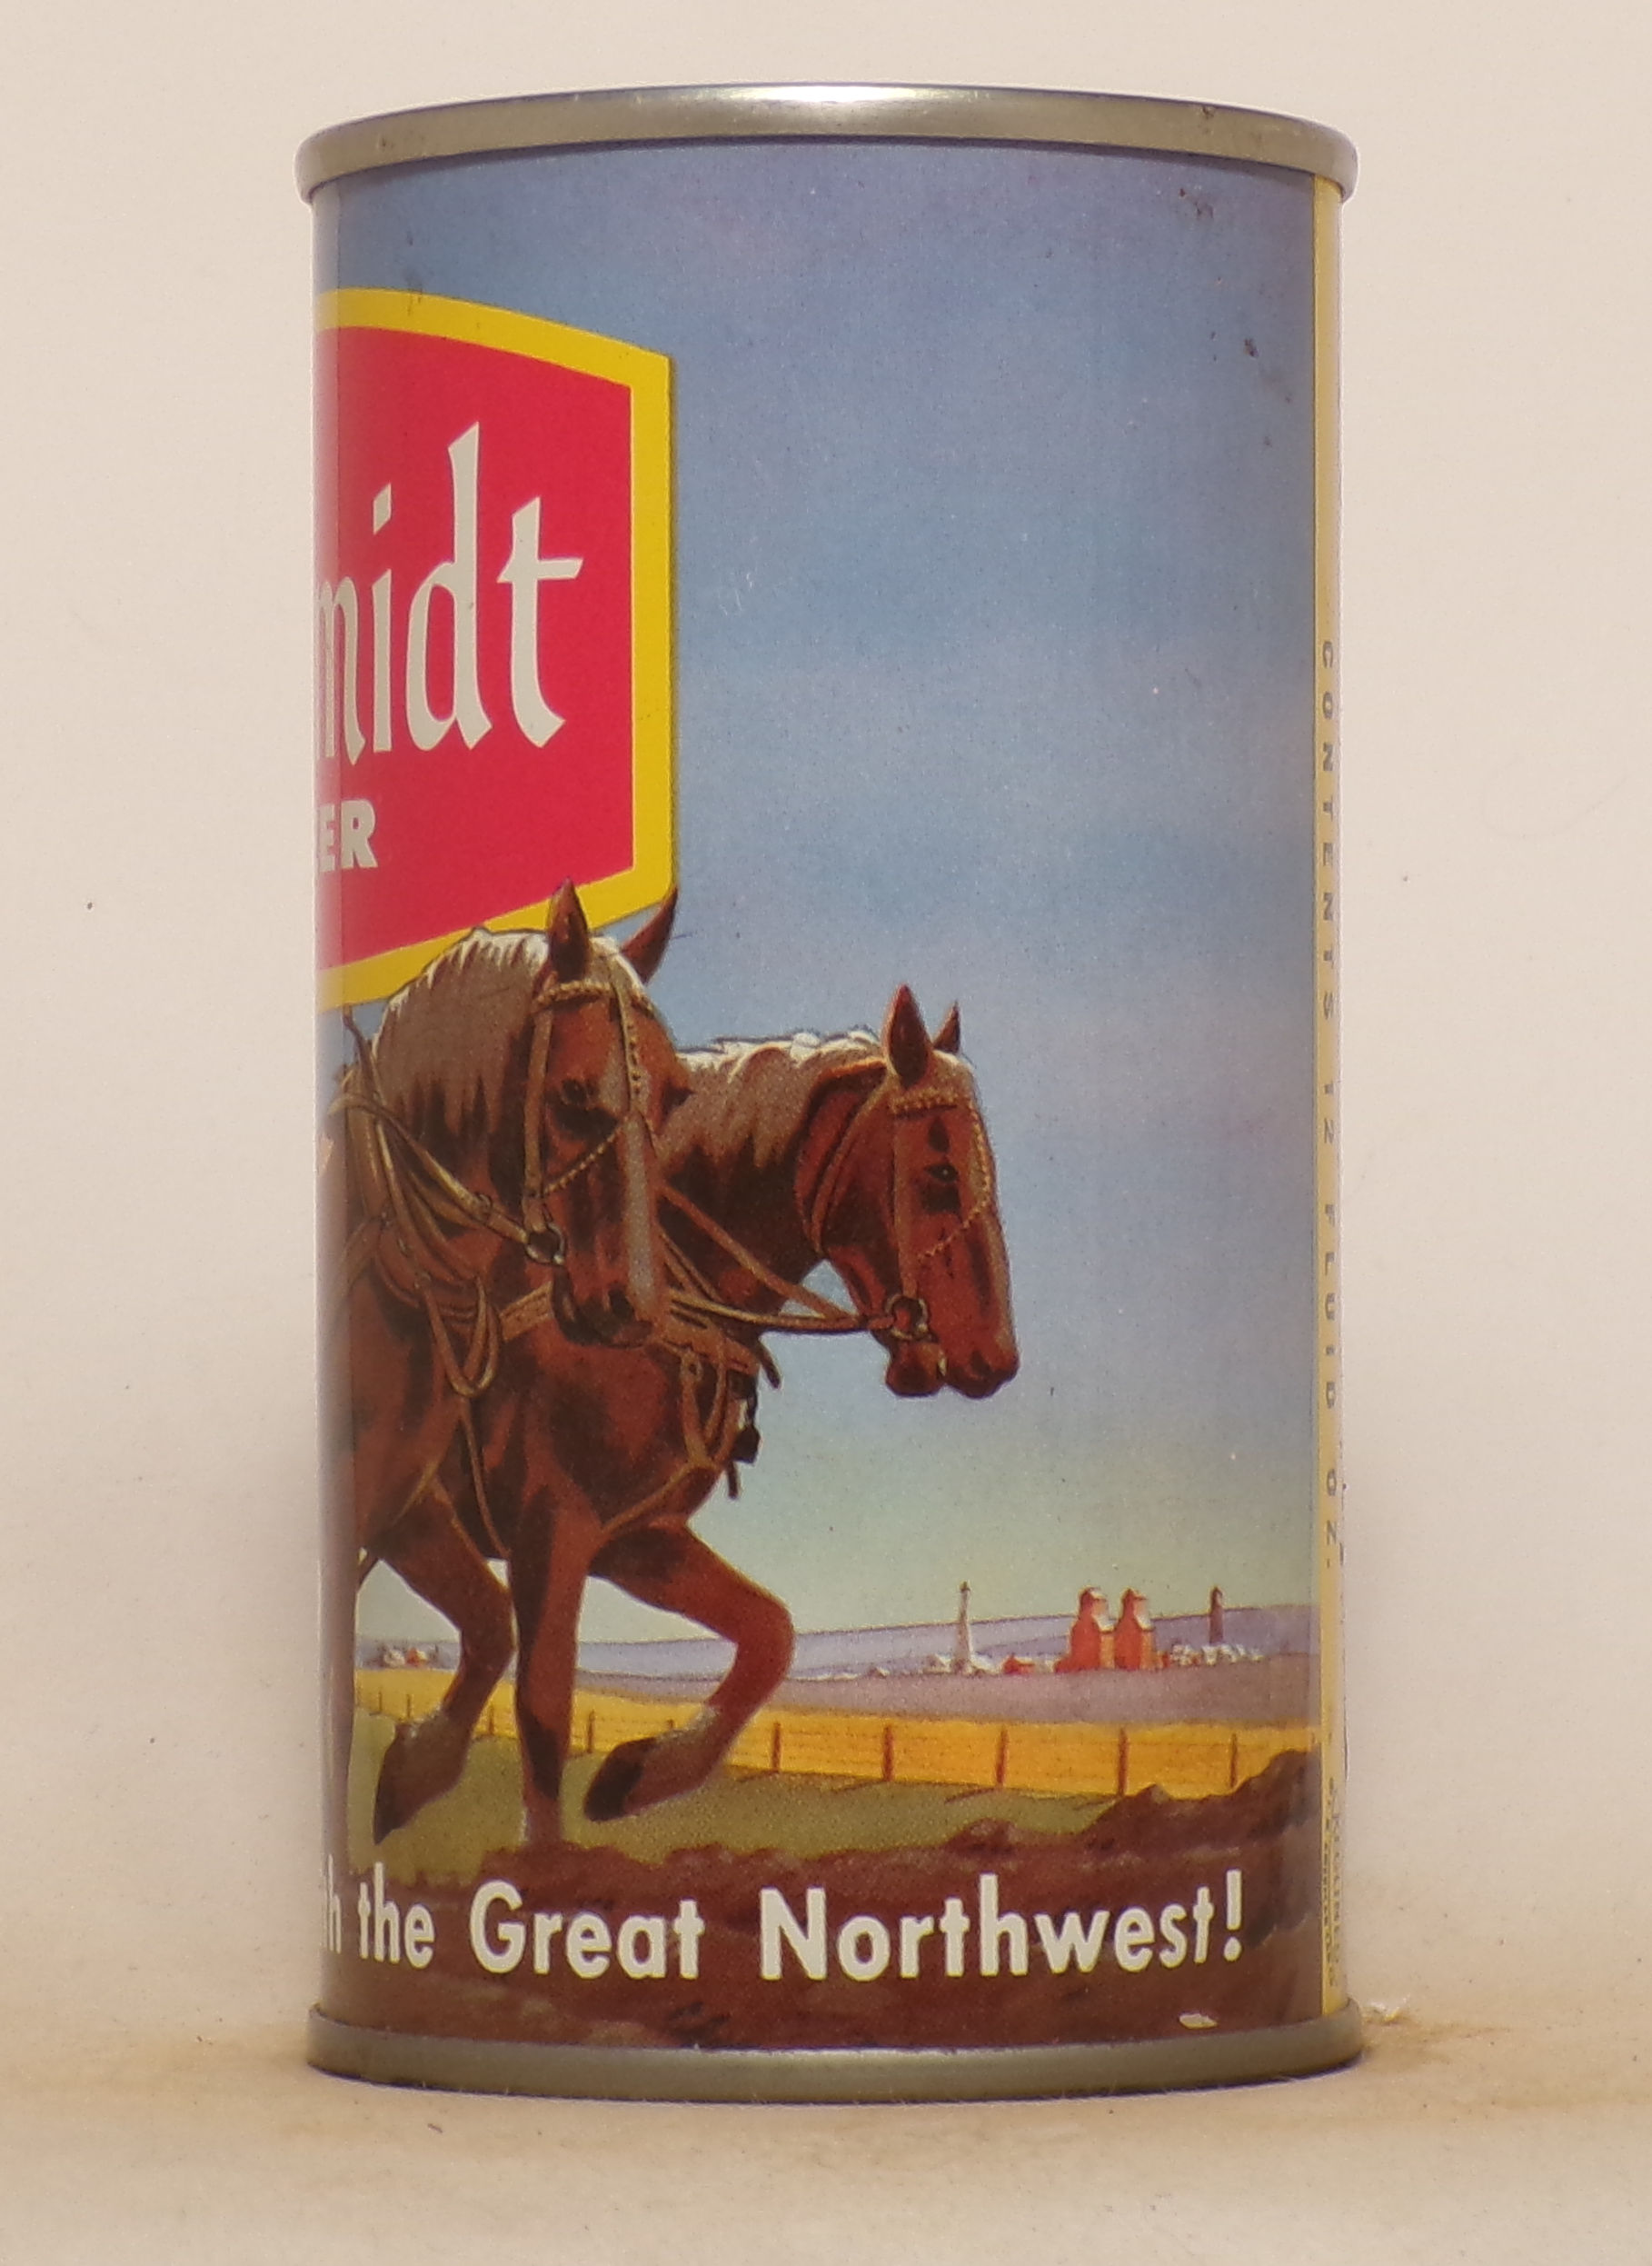 midt
ER
h the Great Northwest!
CONTENTS 12 FLUID OZ.